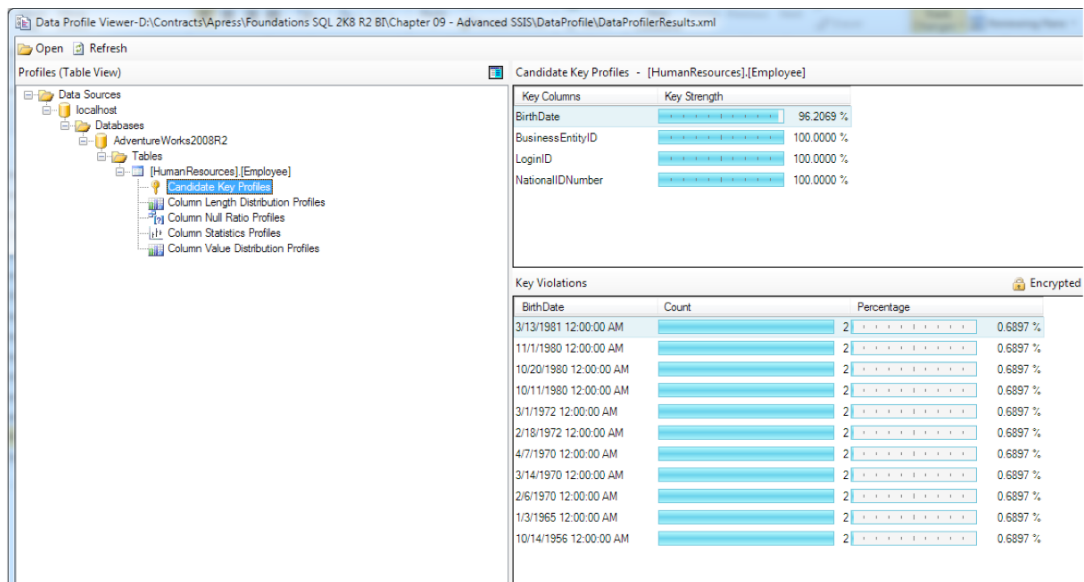 Data Profile Viewer-D:\Contracts\Apress\Foundations SQL 2K8 R2 BI\Chapter 09 - Advanced SSIS\DataProfile\DataProfilerResults.xml
Open Refresh
Profiles (Table View)
Data Sources
localhost
Databases
AdventureWorks2008R2
Tables
[HumanResources].[Employee]
Candidate Key Profiles
Column Length Distribution Profiles
Column Null Ratio Profiles
Column Statistics Profiles
Column Value Distribution Profiles
Candidate Key Profiles - [HumanResources].[Employee]
Key Columns Key Strength
BirthDate 96.2069 %
BusinessEntityID 100.0000 %
LoginID 100.0000 %
NationalIDNumber 100.0000 %
Key Violations Encrypted
BirthDate Count Percentage
3/13/1981 12:00:00 AM 2 0.6897 %
11/1/1980 12:00:00 AM 2 0.6897 %
10/20/1980 12:00:00 AM 2 0.6897 %
10/11/1980 12:00:00 AM 2 0.6897 %
3/1/1972 12:00:00 AM 2 0.6897 %
2/18/1972 12:00:00 AM 2 0.6897 %
4/7/1970 12:00:00 AM 2 0.6897 %
3/14/1970 12:00:00 AM 2 0.6897 %
2/6/1970 12:00:00 AM 2 0.6897 %
1/3/1965 12:00:00 AM 2 0.6897 %
10/14/1956 12:00:00 AM 2 0.6897 %